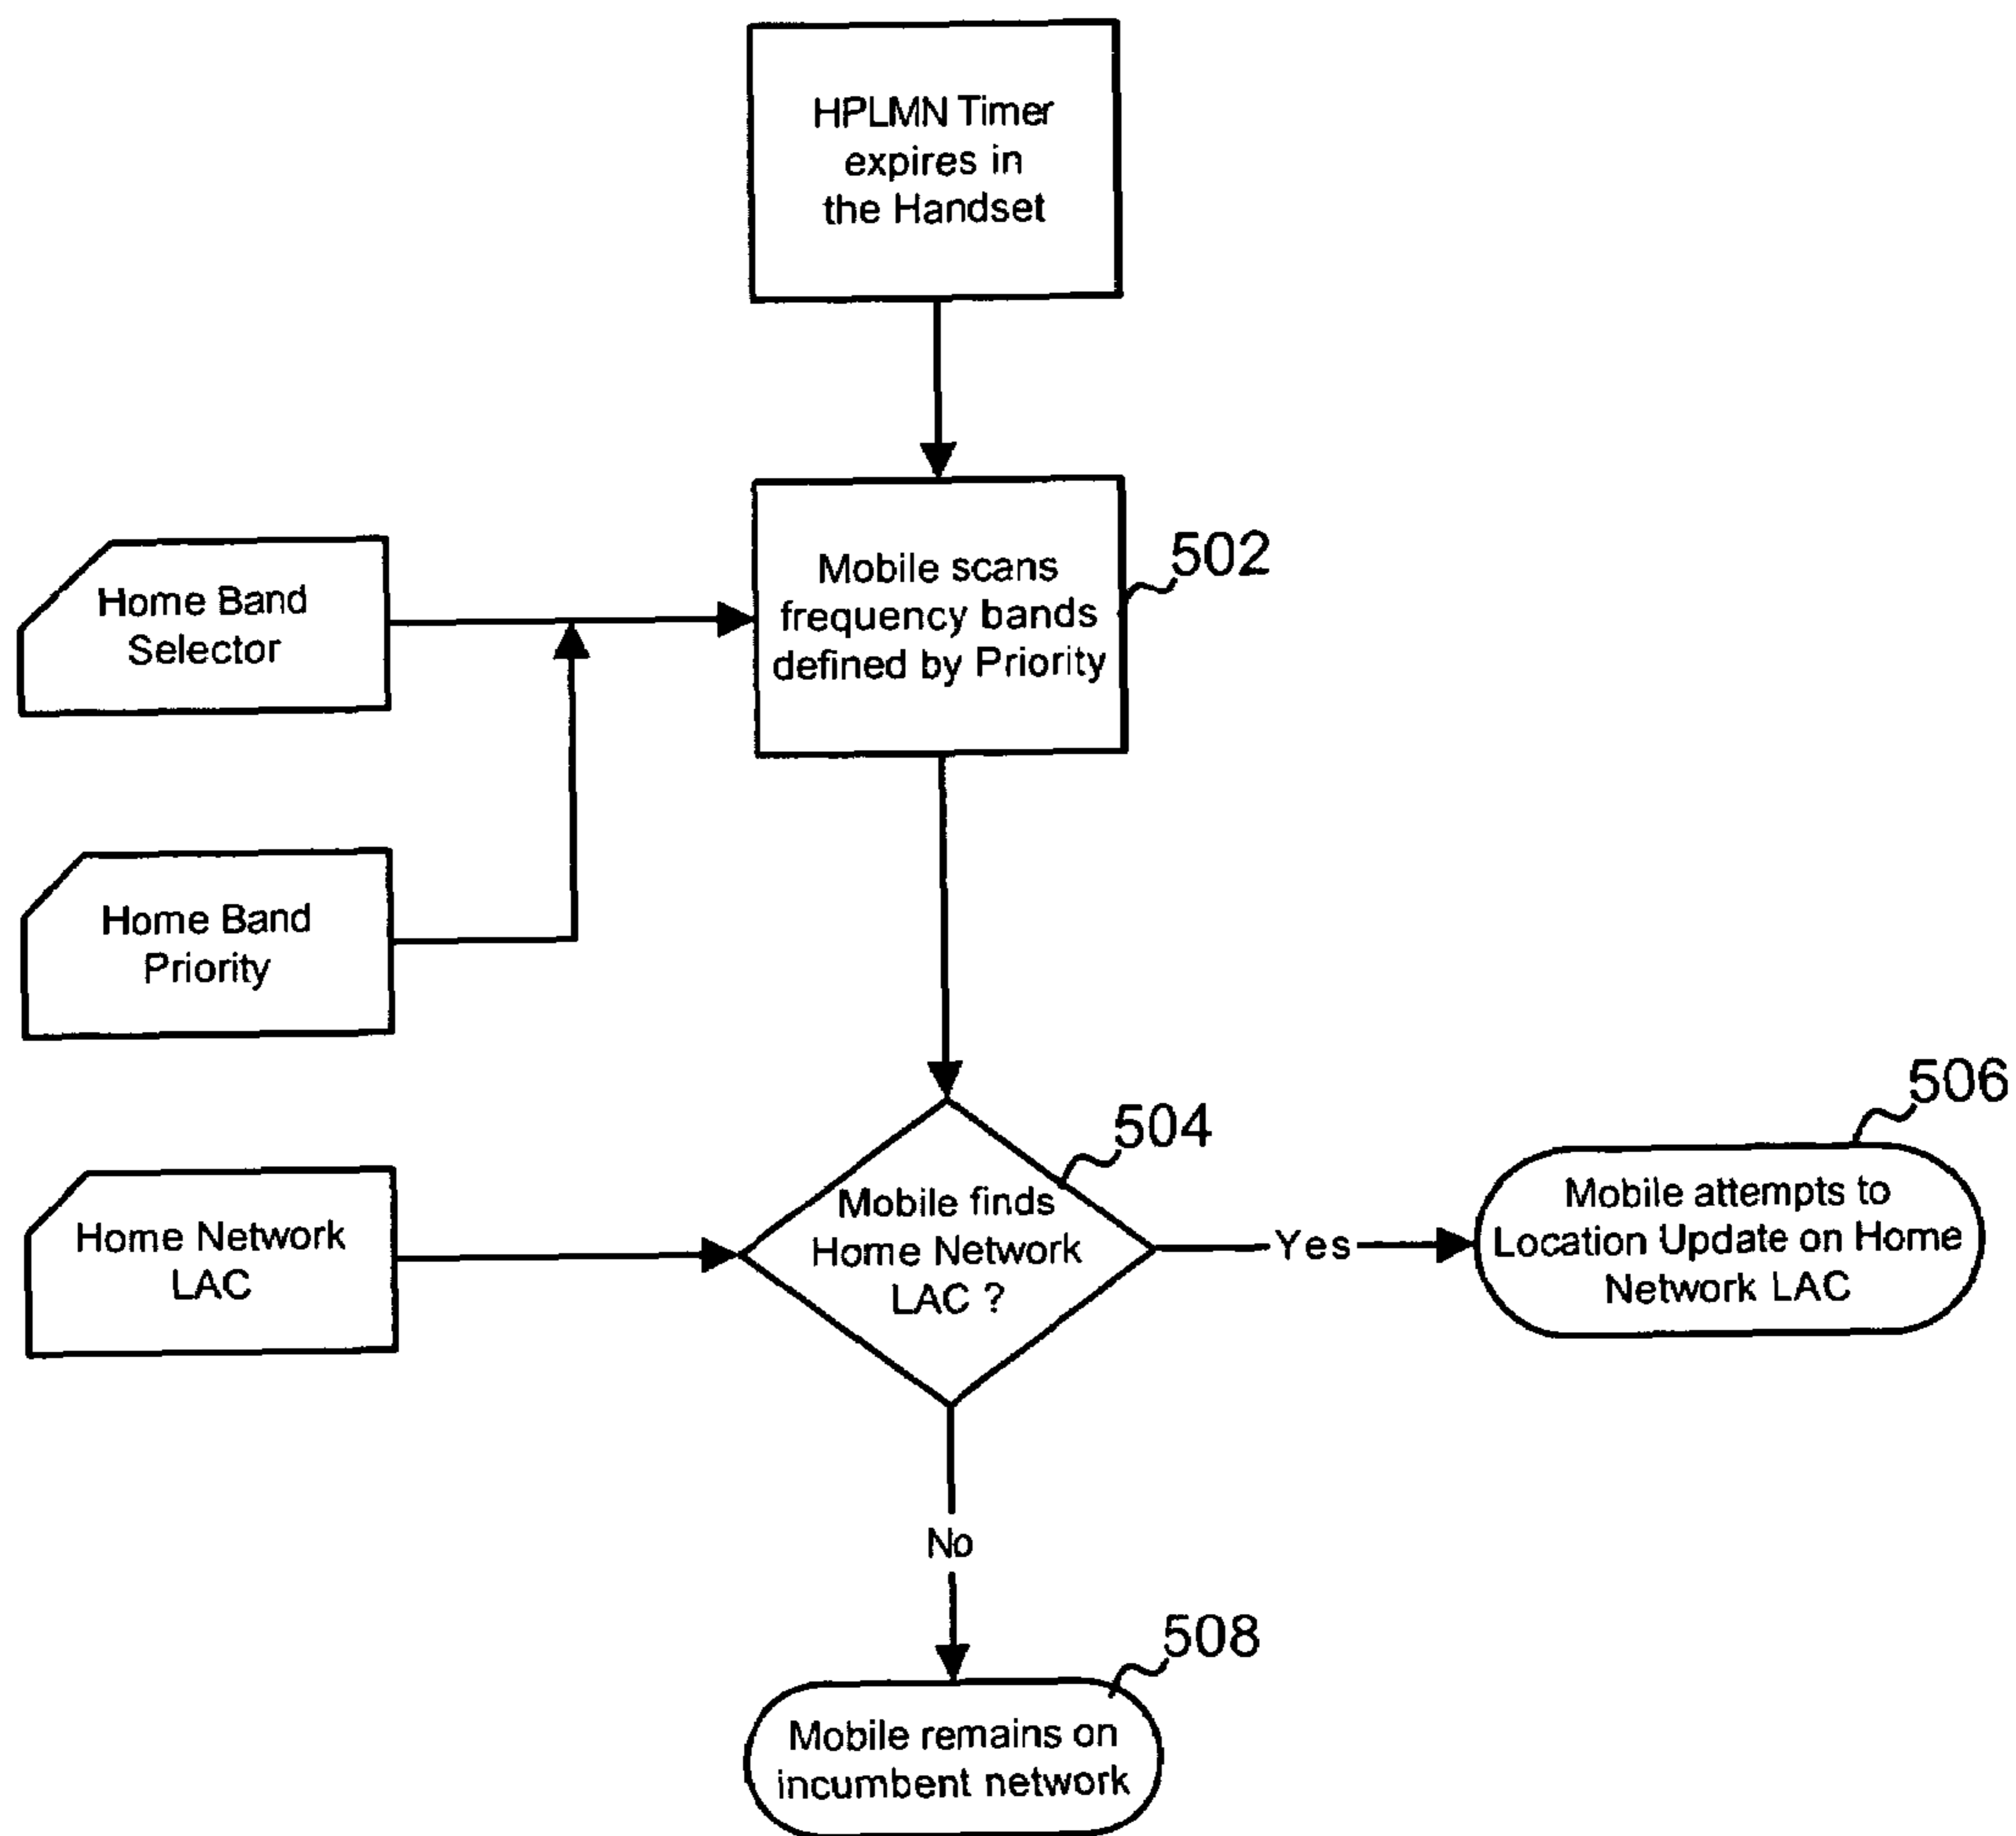 HPLMN Timer
expires in
the Handset
502
Mobile scans
frequency bands
defined by Priority
Home Band
Selector
Home Band
Priority
506
504
Home Network
LAC
Mobile finds
Home Network
LAC ?
Yes
Mobile attempts to
Location Update on Home
Network LAC
No
508
Mobile remains on
incumbent network